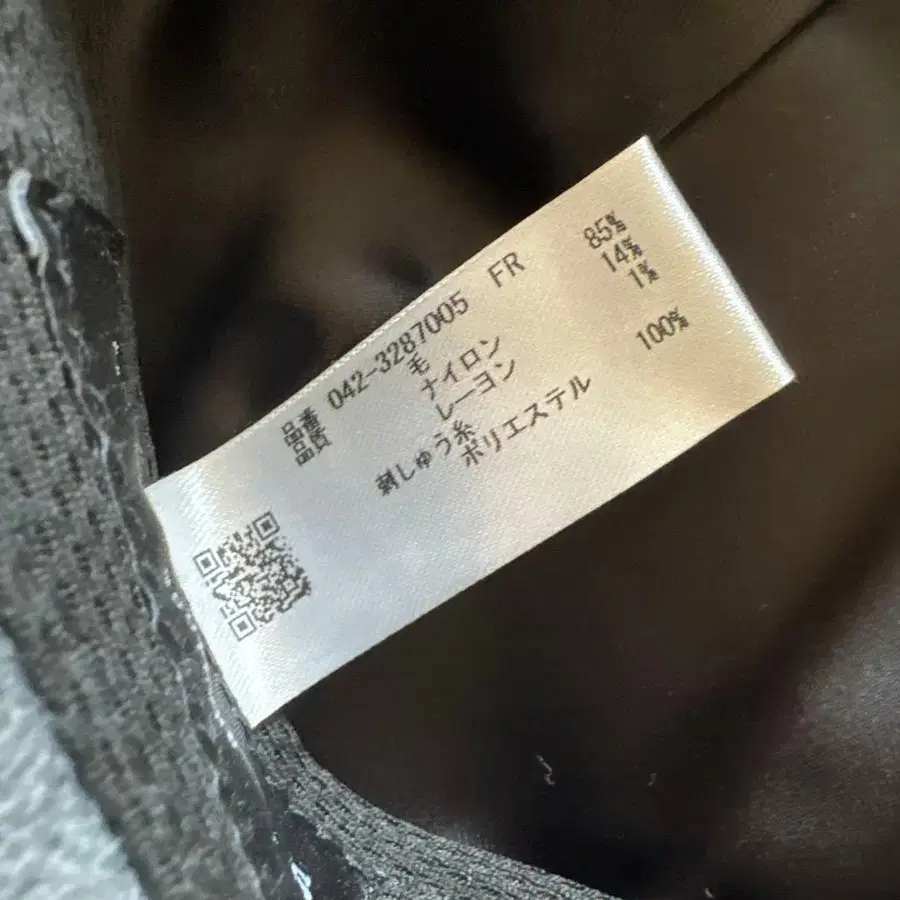 品番 042-3287005 FR
品質 毛 85%
ナイロン 14%
レーヨン 1%
刺しゅう糸
ポリエステル 100%